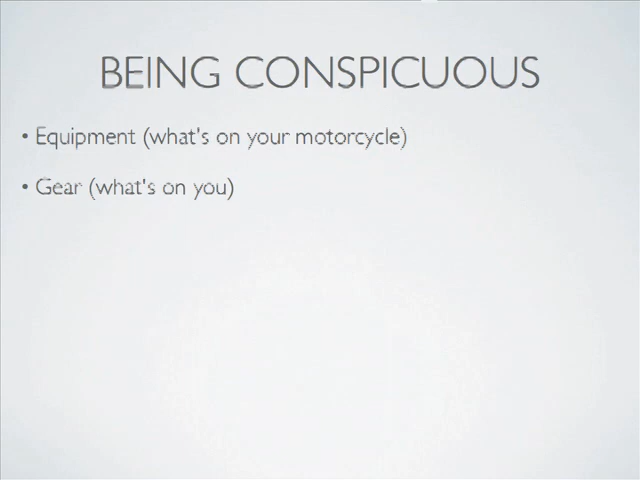 BEING CONSPICUOUS
• Equipment (what's on your motorcycle)
• Gear (what's on you)